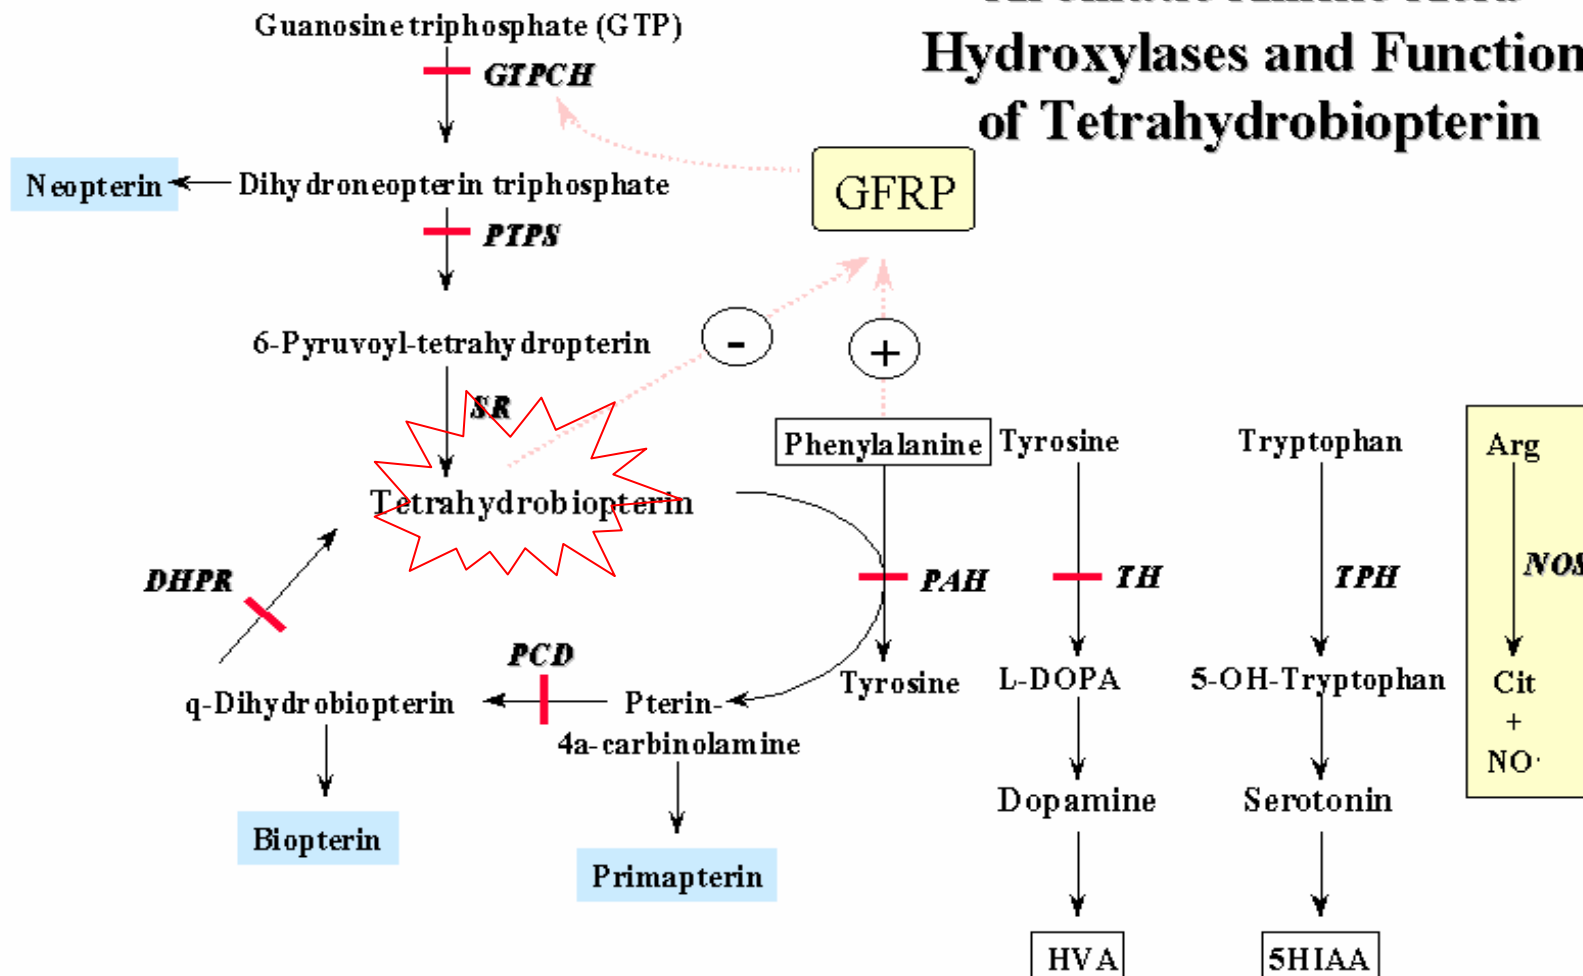 Guanosine triphosphate (GTP)
Hydroxylases and Function
of Tetrahydrobiopterin
GTPCH
Neopterin
Dihydroneopterin triphosphate
GFRP
PTPS
6-Pyruvoyl-tetrahydropterin
-
+
SR
Phenylalanine
Tyrosine
Tryptophan
Arg
Tetrahydrobiopterin
DHPR
PAH
TH
TPH
NOS
PCD
q-Dihydrobiopterin
Pterin-
4a-carbinolamine
Tyrosine
L-DOPA
5-OH-Tryptophan
Cit
+
NO·
Dopamine
Serotonin
Biopterin
Primapterin
HVA
5HIAA